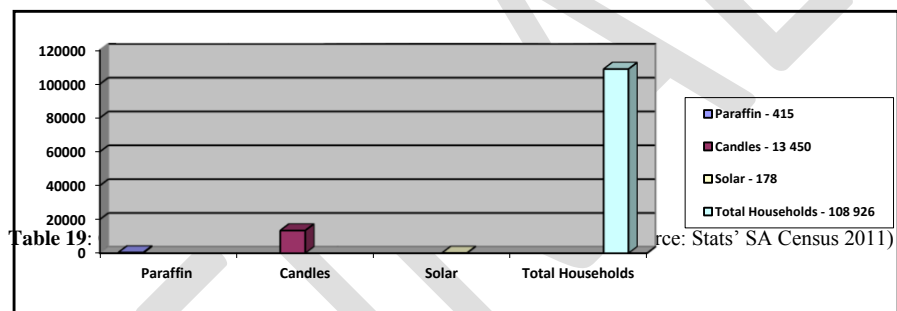 120000
100000
80000
60000
40000
20000
0
Paraffin
Candles
Solar
Total Households
Paraffin - 415
Candles - 13 450
Solar - 178
Total Households - 108 926
Table 19: rce: Stats’ SA Census 2011)